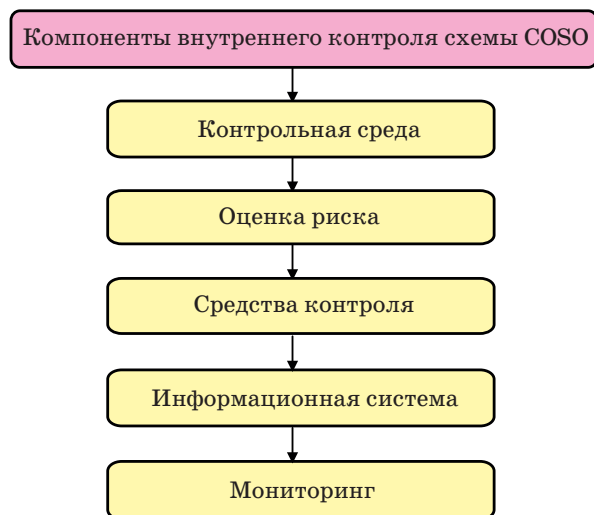 Компоненты внутреннего контроля схемы COSO
Контрольная среда
Оценка риска
Средства контроля
Информационная система
Мониторинг